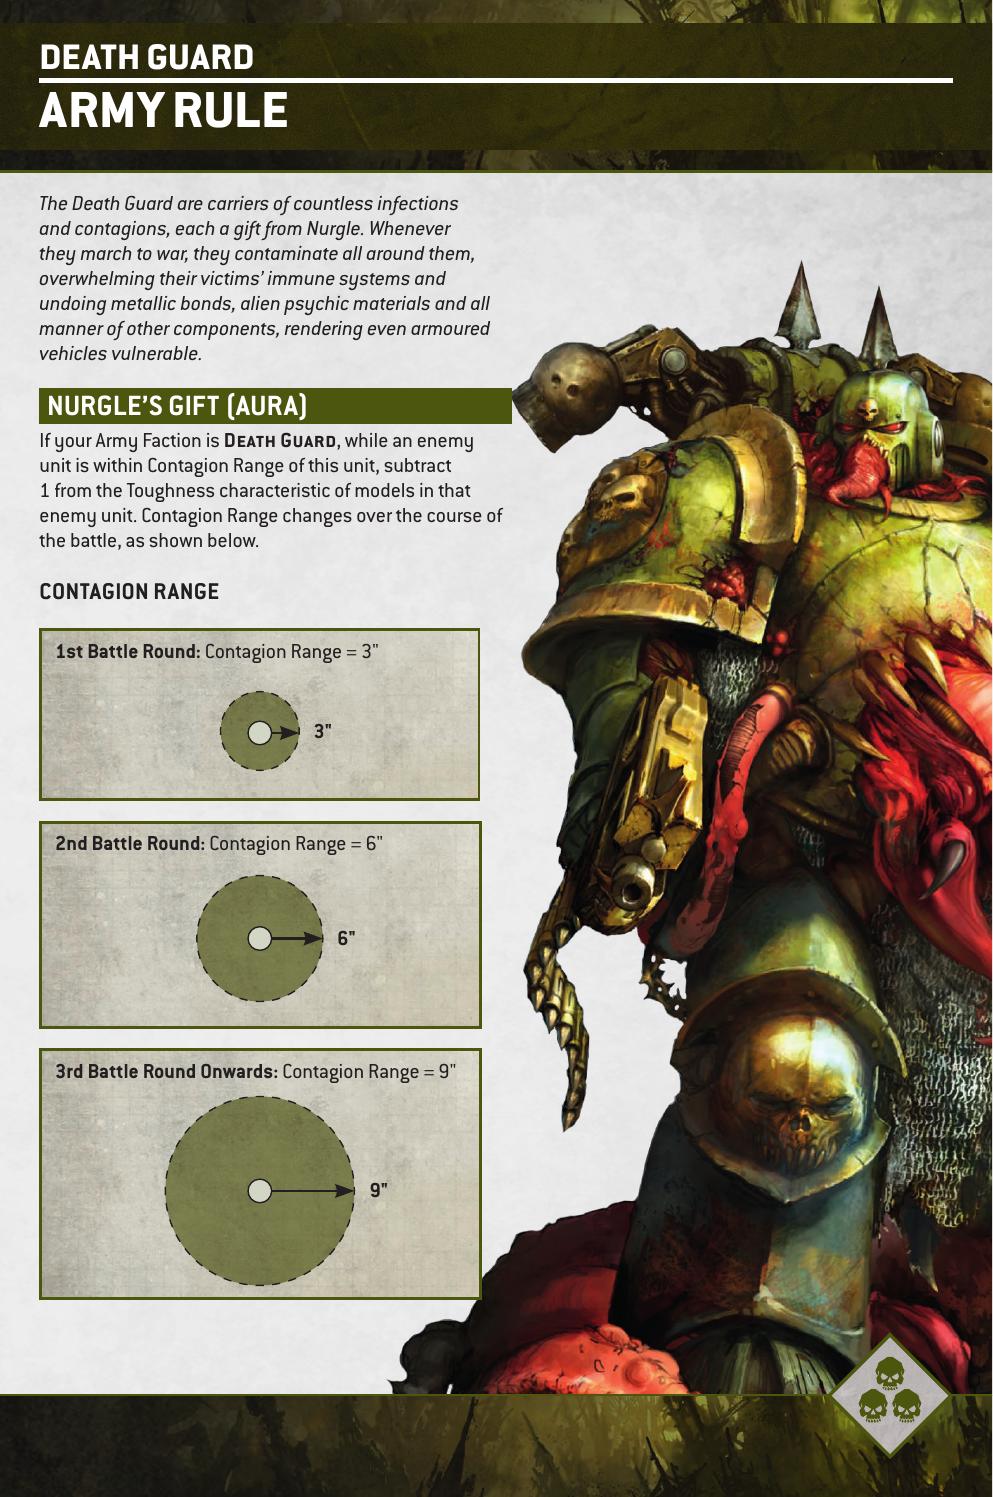 DEATH GUARD
ARMY RULE
The Death Guard are carriers of countless infections
and contagions, each a gift from Nurgle. Whenever
they march to war, they contaminate all around them,
overwhelming their victims’ immune systems and
undoing metallic bonds, alien psychic materials and all
manner of other components, rendering even armoured
vehicles vulnerable.
NURGLE’S GIFT (AURA)
If your Army Faction is DEATH GUARD, while an enemy
unit is within Contagion Range of this unit, subtract
1 from the Toughness characteristic of models in that
enemy unit. Contagion Range changes over the course of
the battle, as shown below.
CONTAGION RANGE
1st Battle Round: Contagion Range = 3"
3"
2nd Battle Round: Contagion Range = 6"
6"
3rd Battle Round Onwards: Contagion Range = 9"
9"